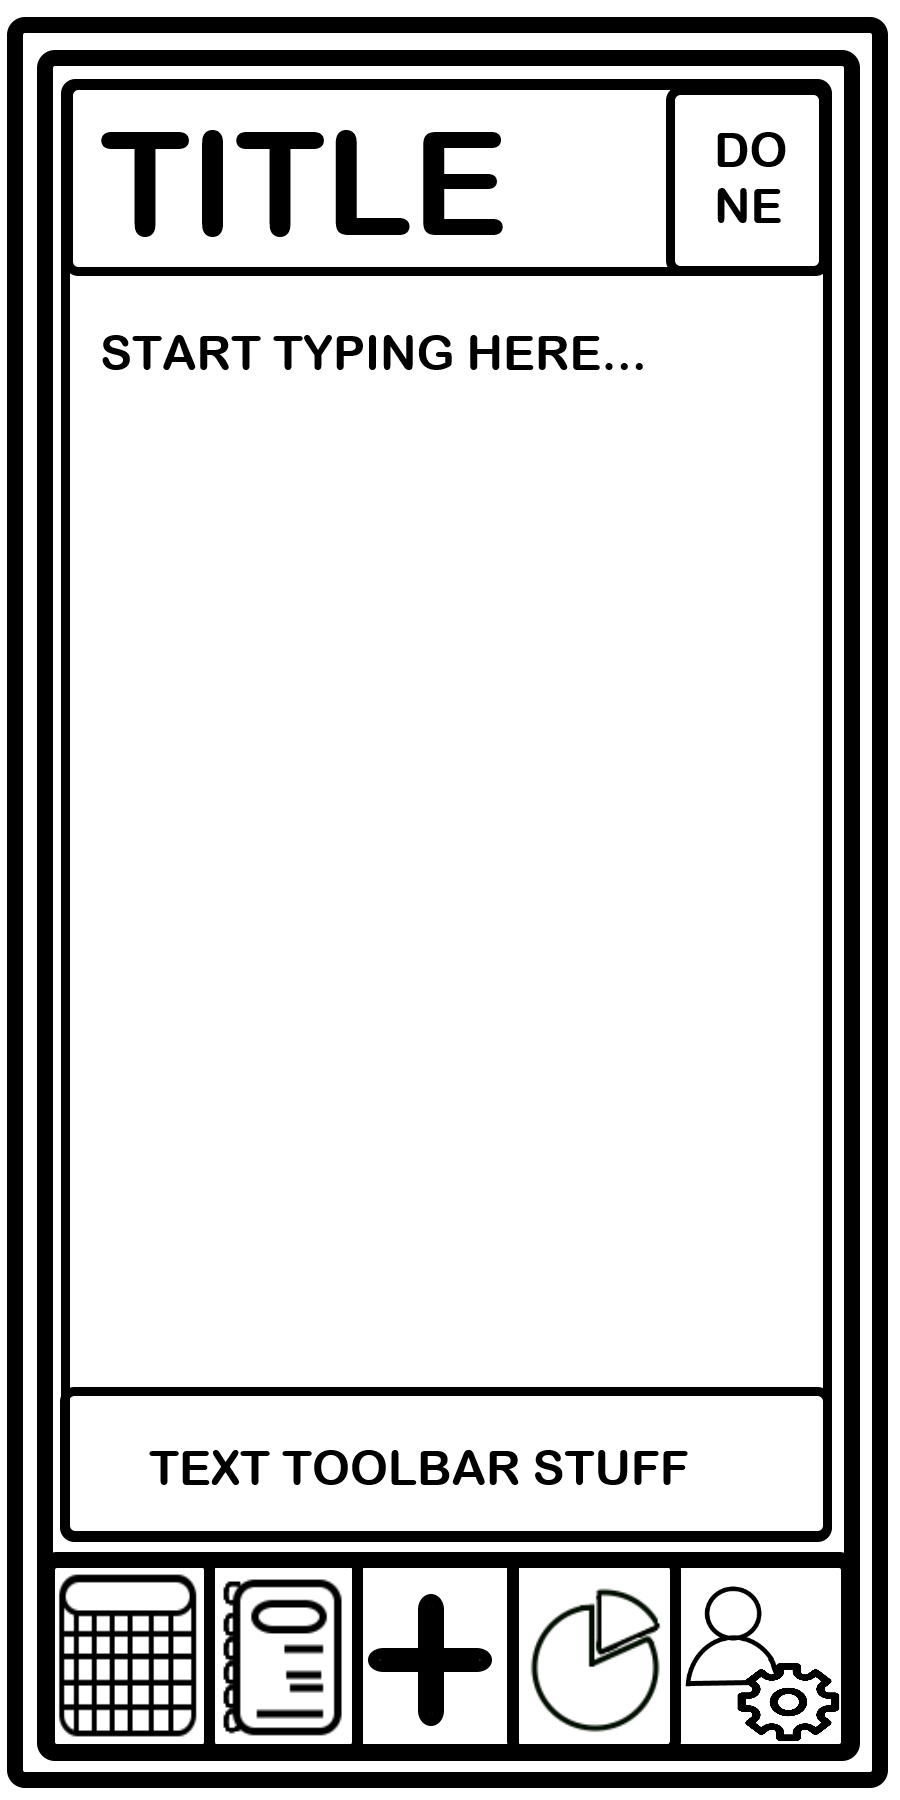 TITLE
DO
NE
START TYPING HERE...
TEXT TOOLBAR STUFF